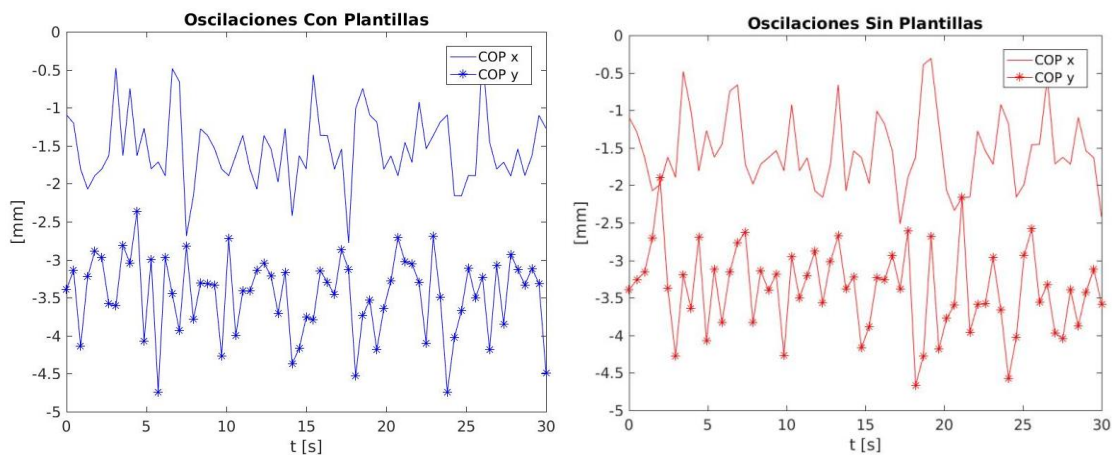 Oscilaciones Con Plantillas
0
-0.5
-1
-1.5
-2
-2.5
-3
-3.5
-4
-4.5
-5
[mm]
COP x
COP y
0 5 10 15 20 25 30
t [s]
Oscilaciones Sin Plantillas
0
-0.5
-1
-1.5
-2
-2.5
-3
-3.5
-4
-4.5
-5
[mm]
COP x
COP y
0 5 10 15 20 25 30
t [s]